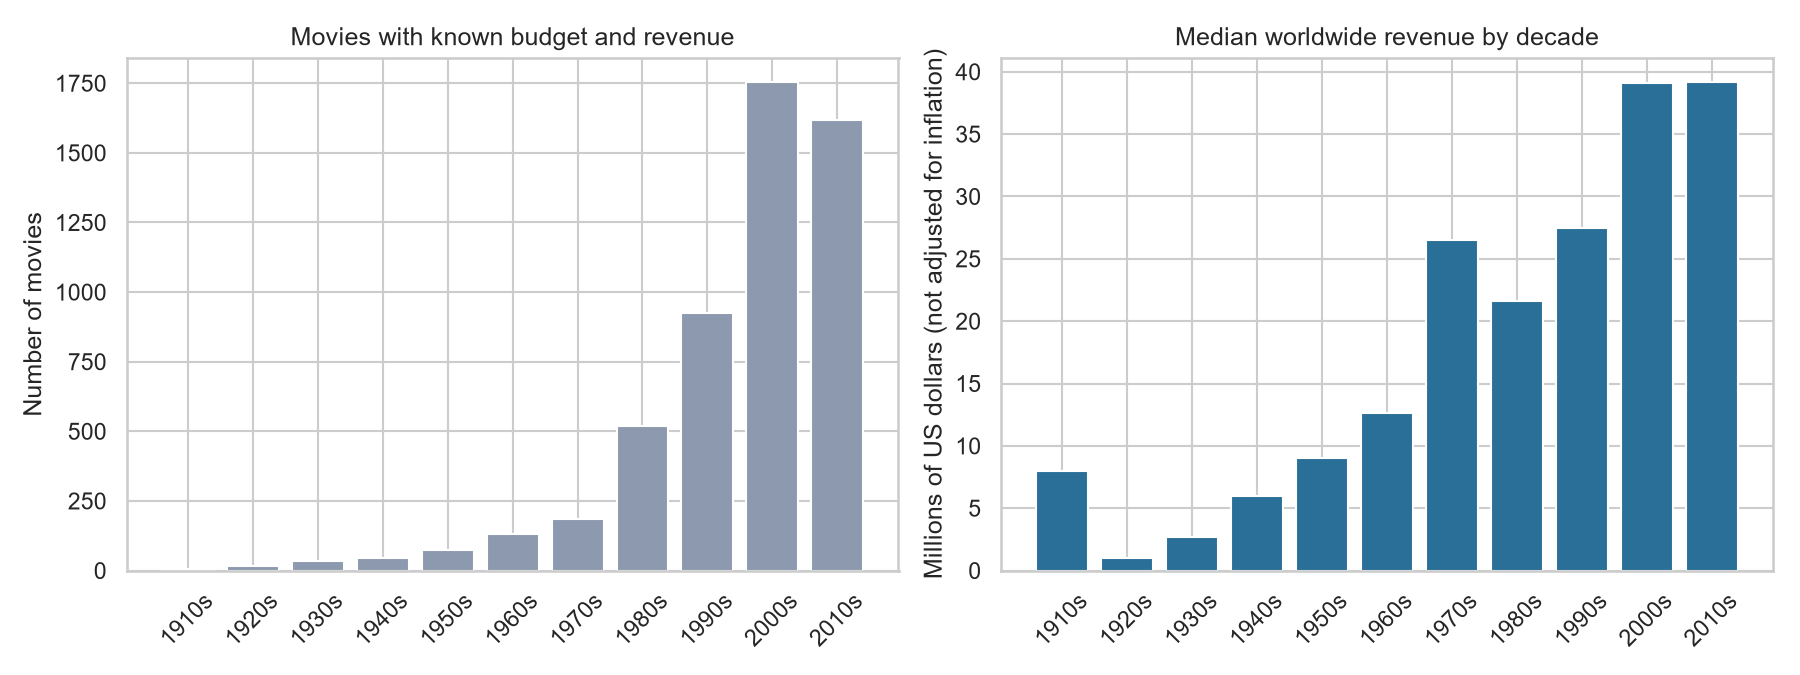 Movies with known budget and revenue
Number of movies
1750
1500
1250
1000
750
500
250
0
1910s
1920s
1930s
1940s
1950s
1960s
1970s
1980s
1990s
2000s
2010s
Median worldwide revenue by decade
Millions of US dollars (not adjusted for inflation)
40
35
30
25
20
15
10
5
0
1910s
1920s
1930s
1940s
1950s
1960s
1970s
1980s
1990s
2000s
2010s